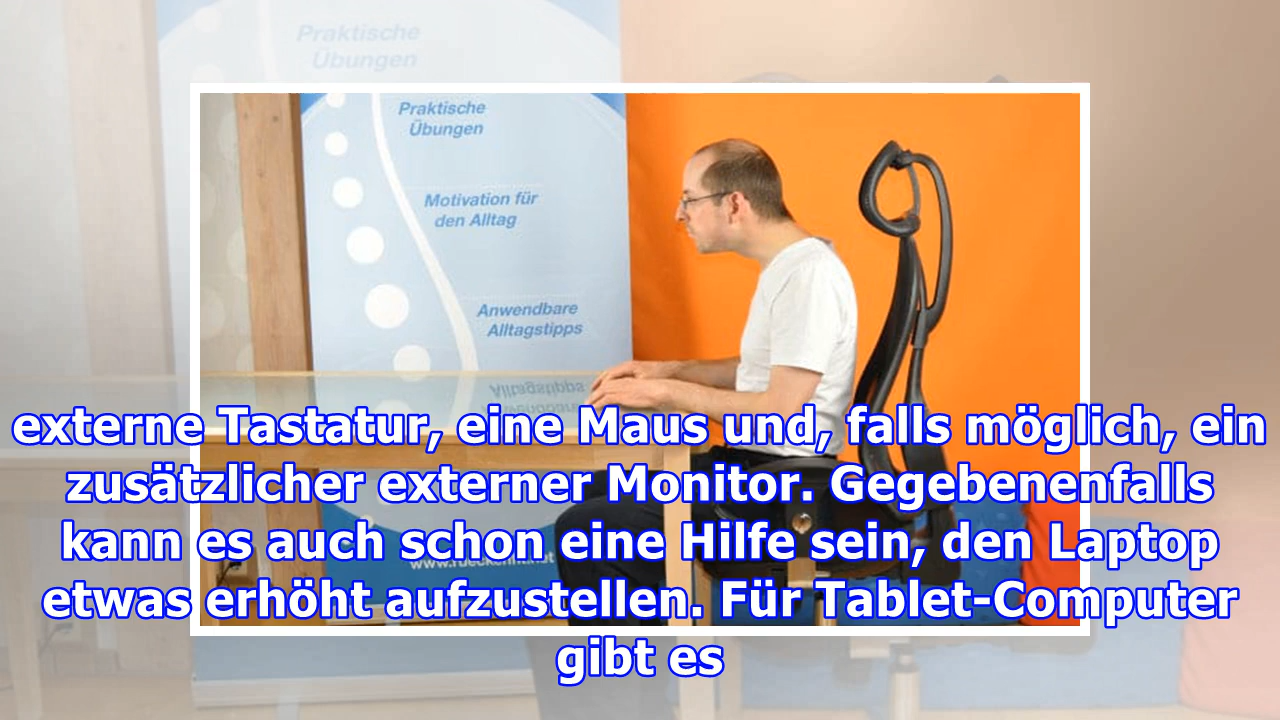 Praktische
Übungen
Praktische
Übungen
Motivation für
den Alltag
Anwendbare
Alltagstipps
externe Tastatur, eine Maus und, falls möglich, ein
zusätzlicher externer Monitor. Gegebenenfalls
kann es auch schon eine Hilfe sein, den Laptop
etwas erhöht aufzustellen. Für Tablet-Computer
gibt es